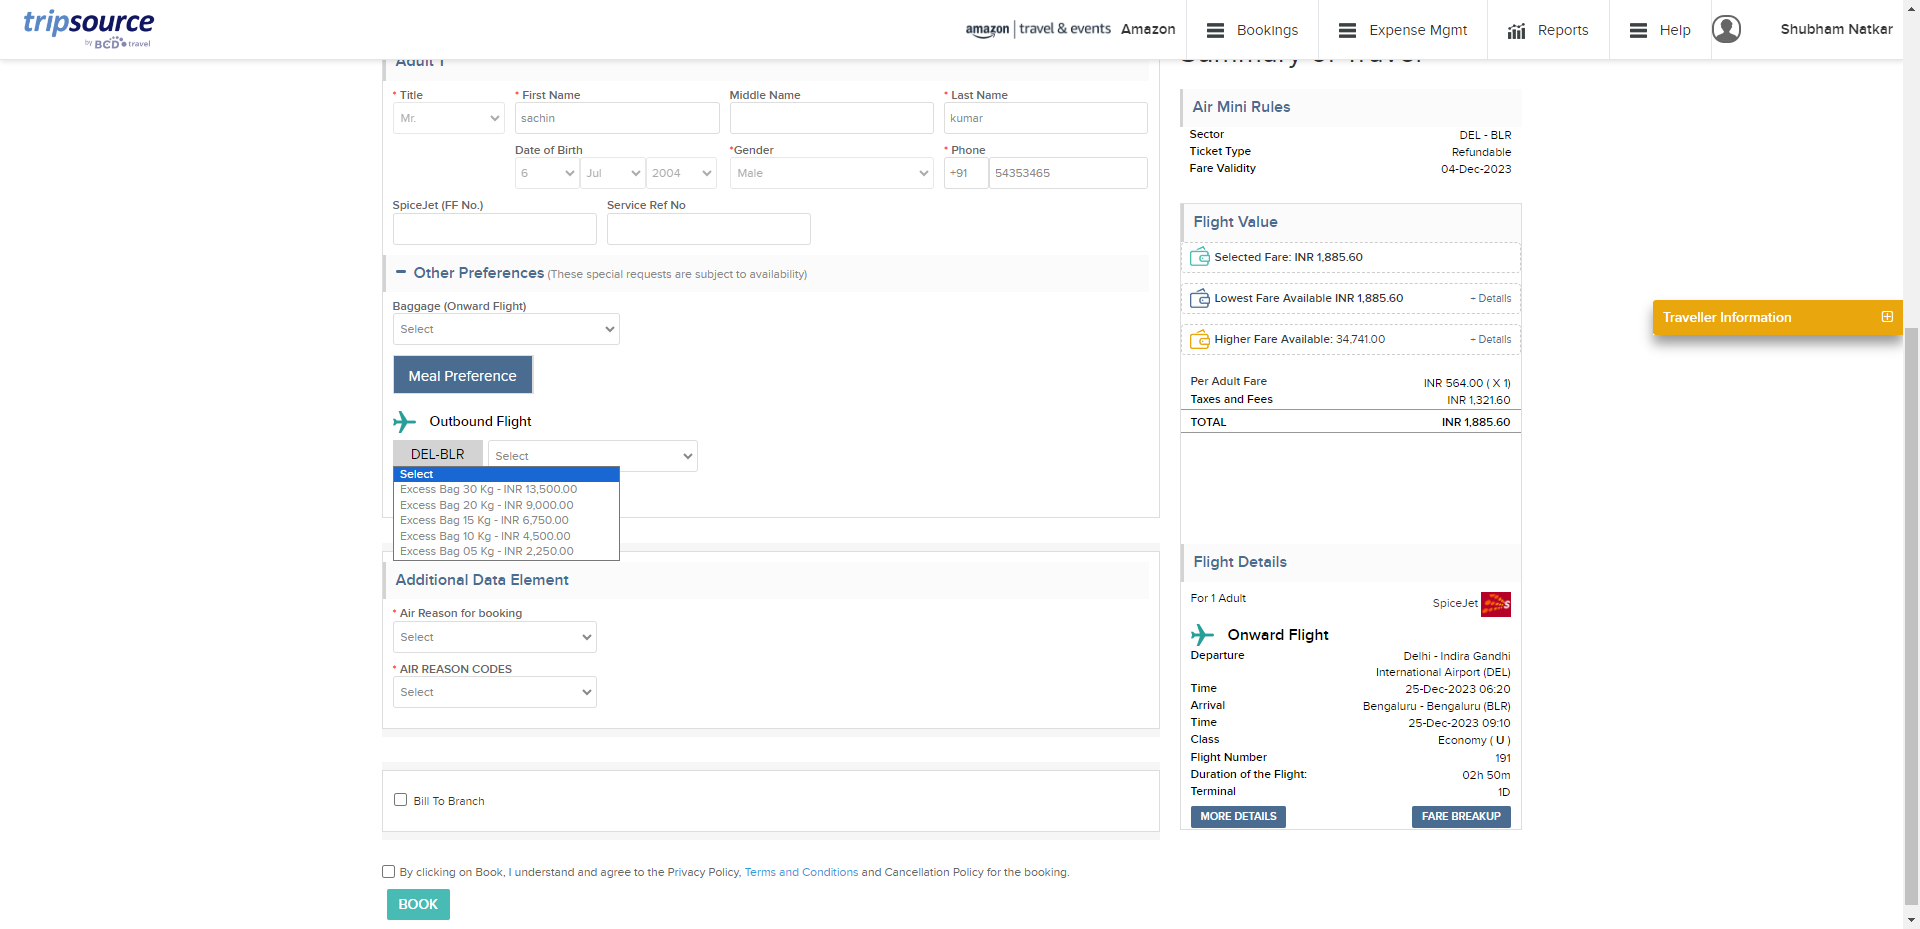 tripsource
by BCD travel
amazon | travel & events Amazon
Bookings
Expense Mgmt
Reports
Help
Shubham Natkar
Adult 1
* Title
* First Name
Middle Name
* Last Name
Mr.
sachin
kumar
Date of Birth
*Gender
* Phone
6
Jul
2004
Male
+91
54353465
SpiceJet (FF No.)
Service Ref No
− Other Preferences (These special requests are subject to availability)
Baggage (Onward Flight)
Select
Meal Preference
Outbound Flight
DEL-BLR
Select
Select
Excess Bag 30 Kg - INR 13,500.00
Excess Bag 20 Kg - INR 9,000.00
Excess Bag 15 Kg - INR 6,750.00
Excess Bag 10 Kg - INR 4,500.00
Excess Bag 05 Kg - INR 2,250.00
Additional Data Element
* Air Reason for booking
Select
* AIR REASON CODES
Select
Bill To Branch
By clicking on Book, I understand and agree to the Privacy Policy, Terms and Conditions and Cancellation Policy for the booking.
BOOK
Summary of Travel
Air Mini Rules
Sector DEL - BLR
Ticket Type Refundable
Fare Validity 04-Dec-2023
Flight Value
Selected Fare: INR 1,885.60
Lowest Fare Available INR 1,885.60 + Details
Higher Fare Available: 34,741.00 + Details
Per Adult Fare INR 564.00 ( X 1)
Taxes and Fees INR 1,321.60
TOTAL INR 1,885.60
Flight Details
For 1 Adult
SpiceJet
Onward Flight
Departure Delhi - Indira Gandhi
International Airport (DEL)
Time 25-Dec-2023 06:20
Arrival Bengaluru - Bengaluru (BLR)
Time 25-Dec-2023 09:10
Class Economy ( U )
Flight Number 191
Duration of the Flight: 02h 50m
Terminal 1D
MORE DETAILS
FARE BREAKUP
Traveller Information